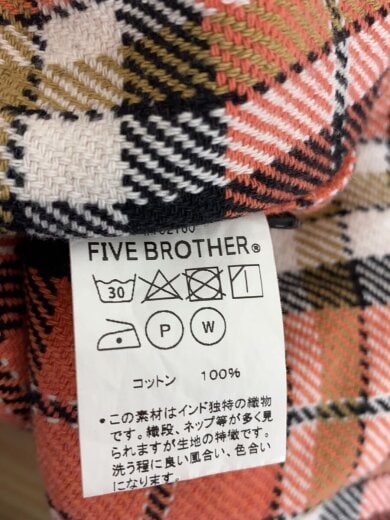 FIVE BROTHER®
30
P W
コットン 100%
•この素材はインド独特の織物
です。織段、ネップ等が多く見
られますが生地の特徴です。
洗う程に良い風合い、色合い
になります。